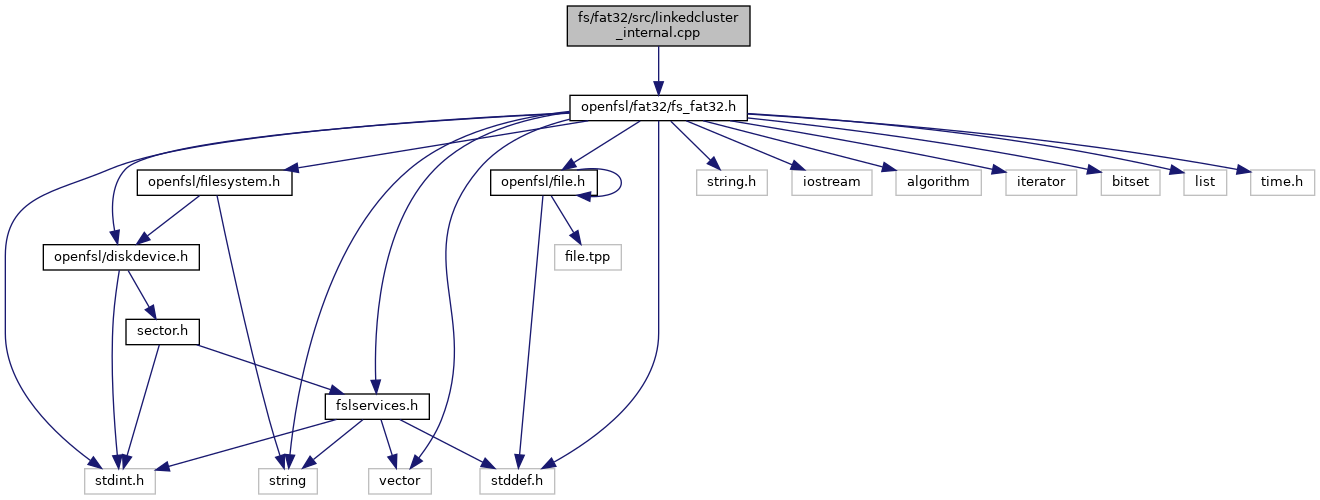 fs/fat32/src/linkedcluster
_internal.cpp
openfsl/fat32/fs_fat32.h
openfsl/filesystem.h
openfsl/file.h
string.h
iostream
algorithm
iterator
bitset
list
time.h
openfsl/diskdevice.h
file.tpp
sector.h
fslservices.h
stdint.h
string
vector
stddef.h